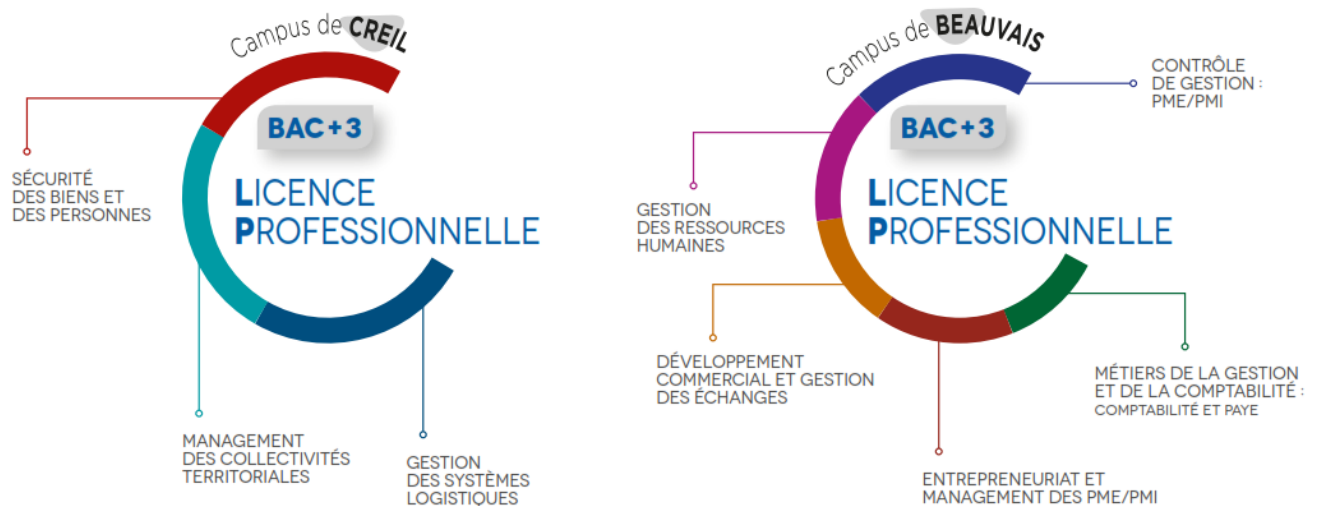 Campus de CREIL
BAC+3
LICENCE
PROFESSIONNELLE
SÉCURITÉ
DES BIENS ET
DES PERSONNES
MANAGEMENT
DES COLLECTIVITÉS
TERRITORIALES
GESTION
DES SYSTÈMES
LOGISTIQUES
Campus de BEAUVAIS
BAC+3
LICENCE
PROFESSIONNELLE
CONTRÔLE
DE GESTION :
PME/PMI
GESTION
DES RESSOURCES
HUMAINES
DÉVELOPPEMENT
COMMERCIAL ET GESTION
DES ÉCHANGES
ENTREPRENEURIAT ET
MANAGEMENT DES PME/PMI
MÉTIERS DE LA GESTION
ET DE LA COMPTABILITÉ :
COMPTABILITÉ ET PAYE